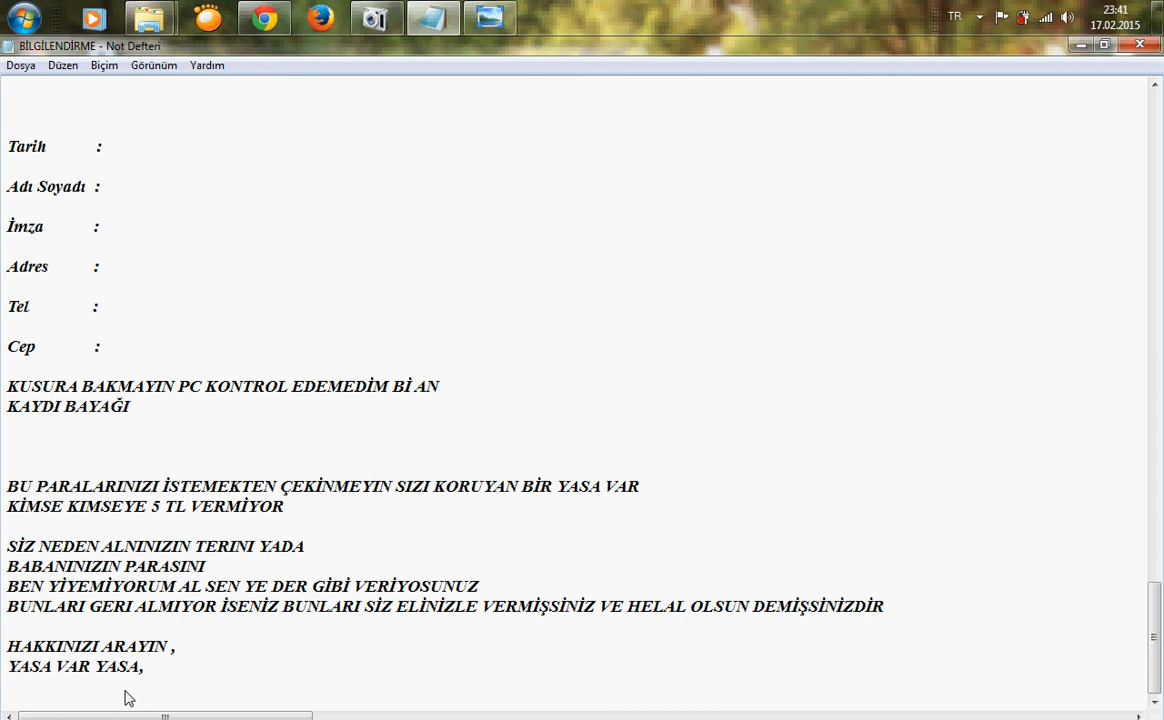 TR
23:41
17.02.2015
BİLGİLENDİRME - Not Defteri
Dosya Düzen Biçim Görünüm Yardım
Tarih :
Adı Soyadı :
İmza :
Adres :
Tel :
Cep :
KUSURA BAKMAYIN PC KONTROL EDEMEDİM Bİ AN
KAYDI BAYAĞI
BU PARALARINIZI İSTEMEKTEN ÇEKİNMEYIN SIZI KORUYAN BİR YASA VAR
KİMSE KIMSEYE 5 TL VERMİYOR
SİZ NEDEN ALNINIZIN TERINI YADA
BABANINIZIN PARASINI
BEN YİYEMİYORUM AL SEN YE DER GİBİ VERİYOSUNUZ
BUNLARI GERI ALMIYOR İSENİZ BUNLARI SİZ ELİNİZLE VERMİŞSİNİZ VE HELAL OLSUN DEMİŞSİNİZDİR
HAKKINIZI ARAYIN ,
YASA VAR YASA,